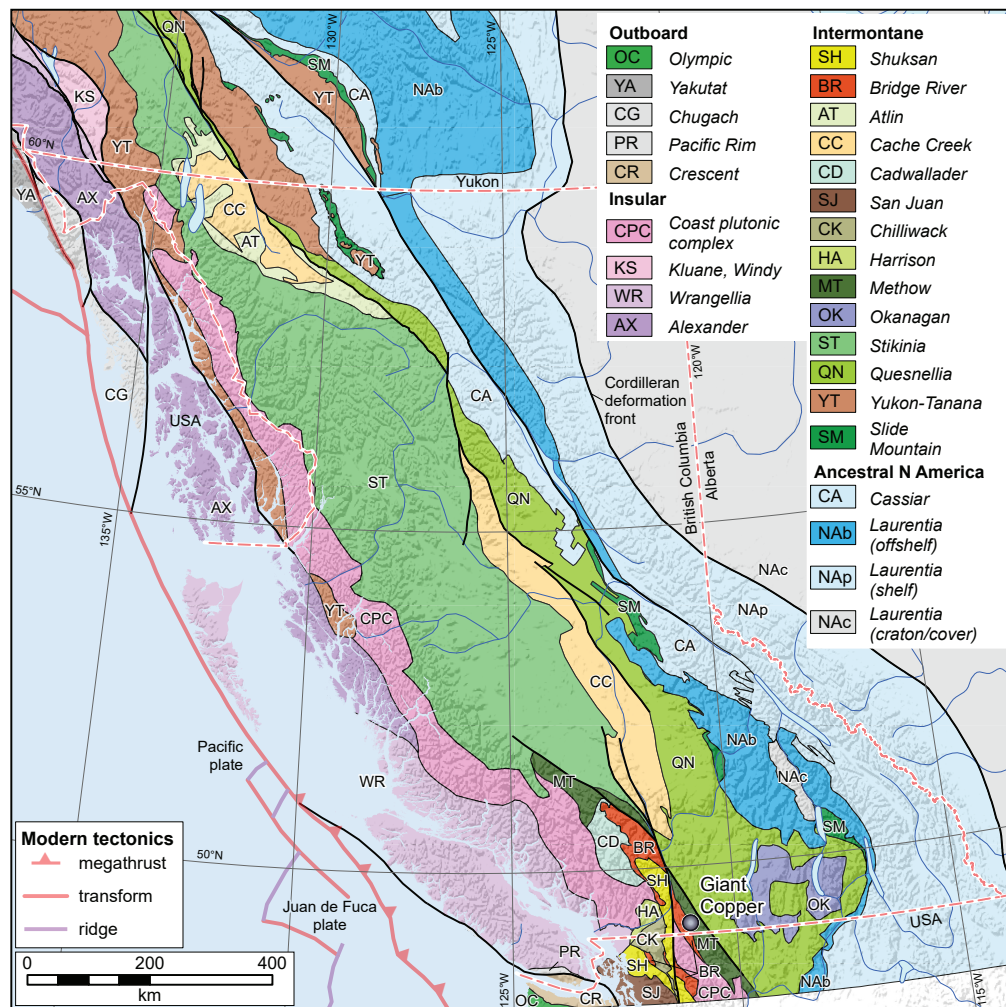 Outboard
OC Olympic
YA Yakutat
CG Chugach
PR Pacific Rim
CR Crescent
Insular
CPC Coast plutonic
complex
KS Kluane, Windy
WR Wrangellia
AX Alexander
Intermontane
SH Shuksan
BR Bridge River
AT Atlin
CC Cache Creek
CD Cadwallader
SJ San Juan
CK Chilliwack
HA Harrison
MT Methow
OK Okanagan
ST Stikinia
QN Quesnellia
YT Yukon-Tanana
SM Slide
Mountain
Ancestral N America
CA Cassiar
NAb Laurentia
(offshelf)
NAp Laurentia
(shelf)
NAc Laurentia
(craton/cover)
QN
130°W
125°W
SM
CA
NAb
YT
KS
60°N
YT
Yukon
YA
AX
CC
AT
YT
120°W
Cordilleran
deformation
front
CG
CA
USA
British Columbia
Alberta
ST
55°N
QN
AX
135°W
NAc
YT
CPC
SM
NAp
CA
CC
Pacific
plate
NAb
QN
NAc
WR
MT
SM
CD
BR
50°N
SH
Giant
Copper
OK
HA
USA
Juan de Fuca
plate
CK
MT
PR
SH
BR
NAb
125°W
CR
SJ
CPC
OC
115°W
Modern tectonics
megathrust
transform
ridge
0 200 400
km